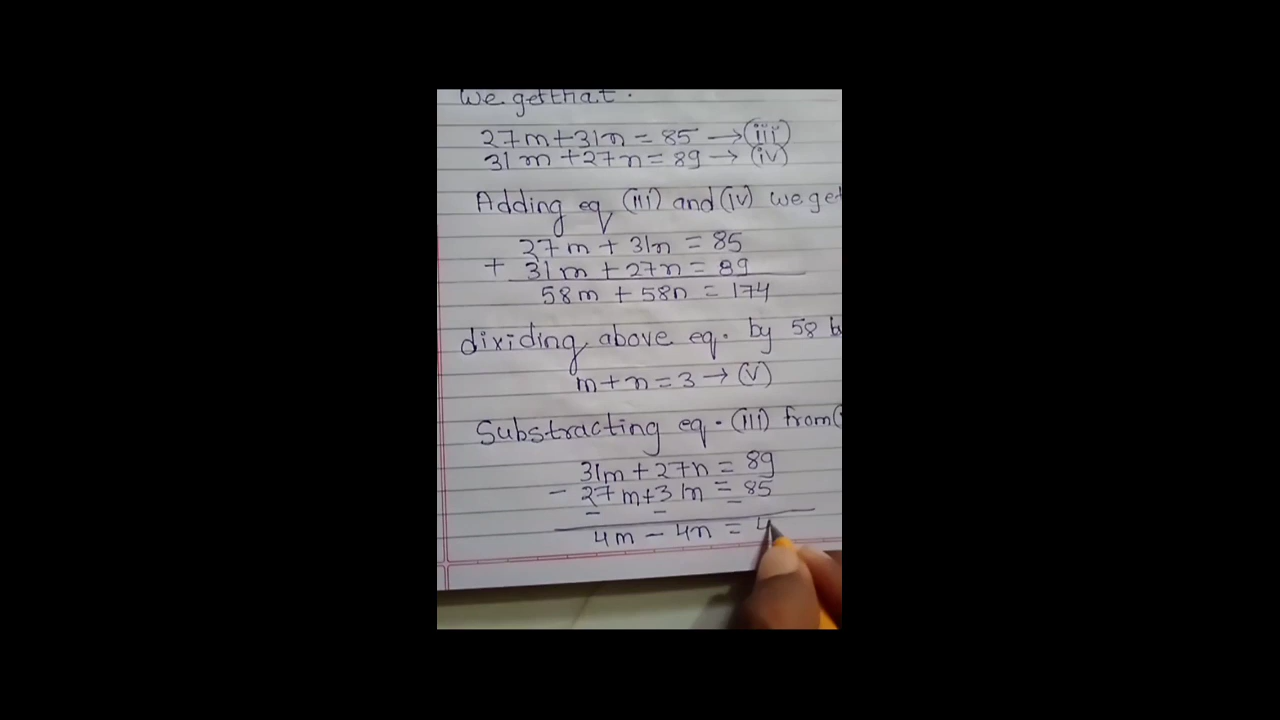 We get that.
27m+31n=85 →(iii)
31m+27n=89→ (iv)
Adding eq (iii) and (iv) we get
27m + 31n = 85
+ 31m + 27n = 89
58m + 58n = 174
dixiding above eq. by 58
m+n=3→(v)
Substracting eq.(iii) from
31m+27n = 89
- 27m+31n = 85
- - -
4m - 4n = 4